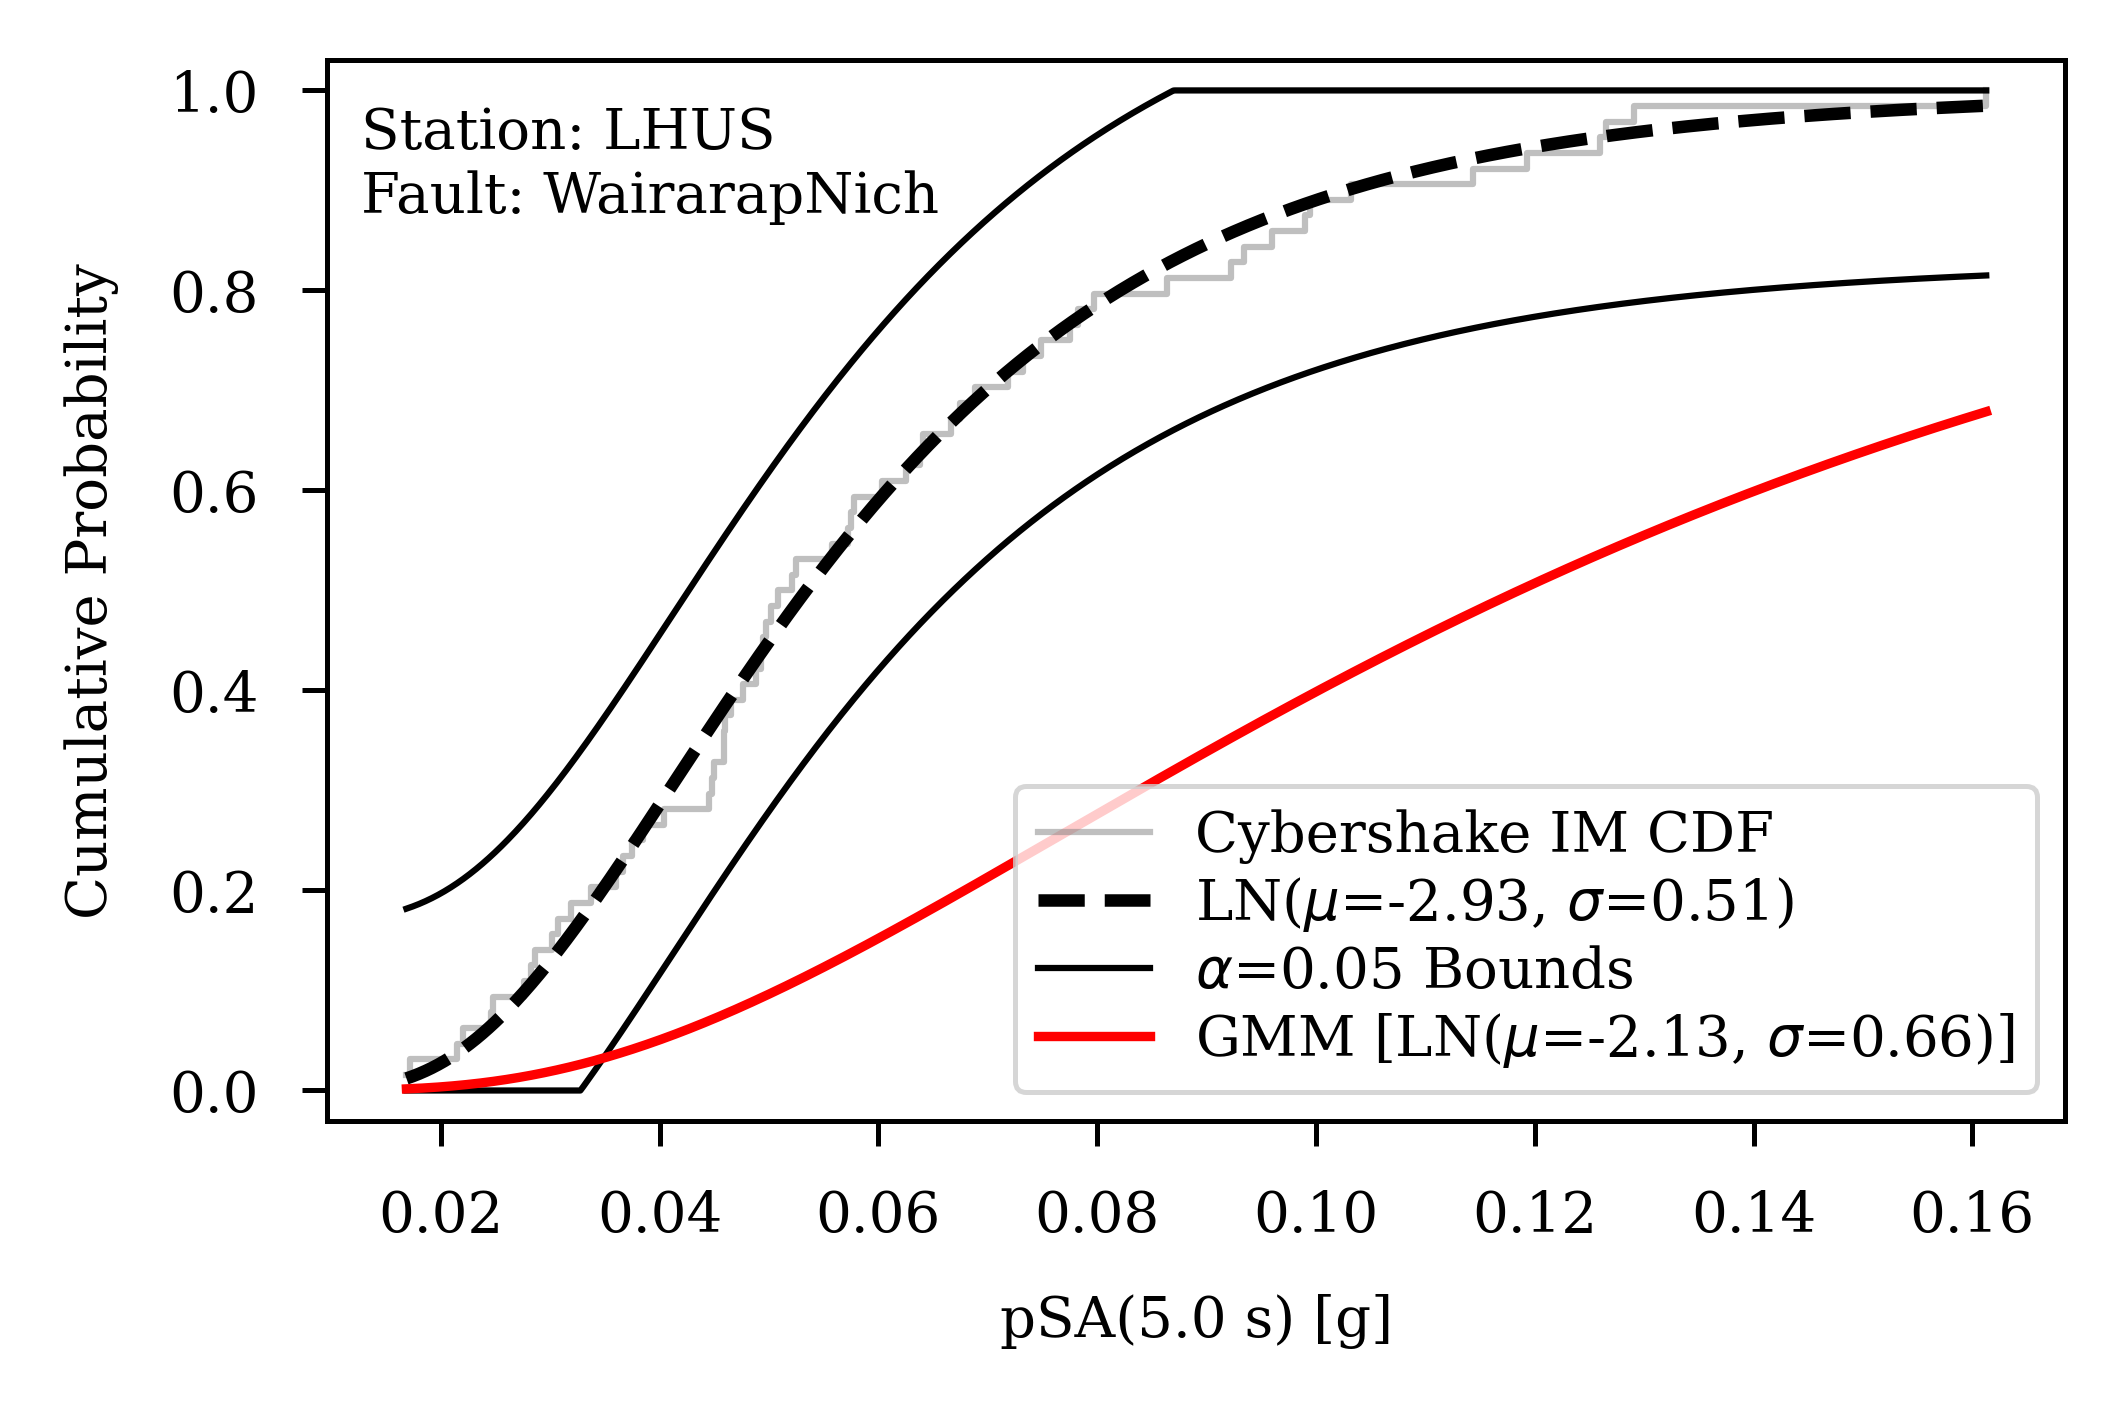 Station: LHUS
Fault: WairarapNich
Cumulative Probability
1.0
0.8
0.6
0.4
0.2
0.0
Cybershake IM CDF
LN(μ=-2.93, σ=0.51)
α=0.05 Bounds
GMM [LN(μ=-2.13, σ=0.66)]
0.02 0.04 0.06 0.08 0.10 0.12 0.14 0.16
pSA(5.0 s) [g]